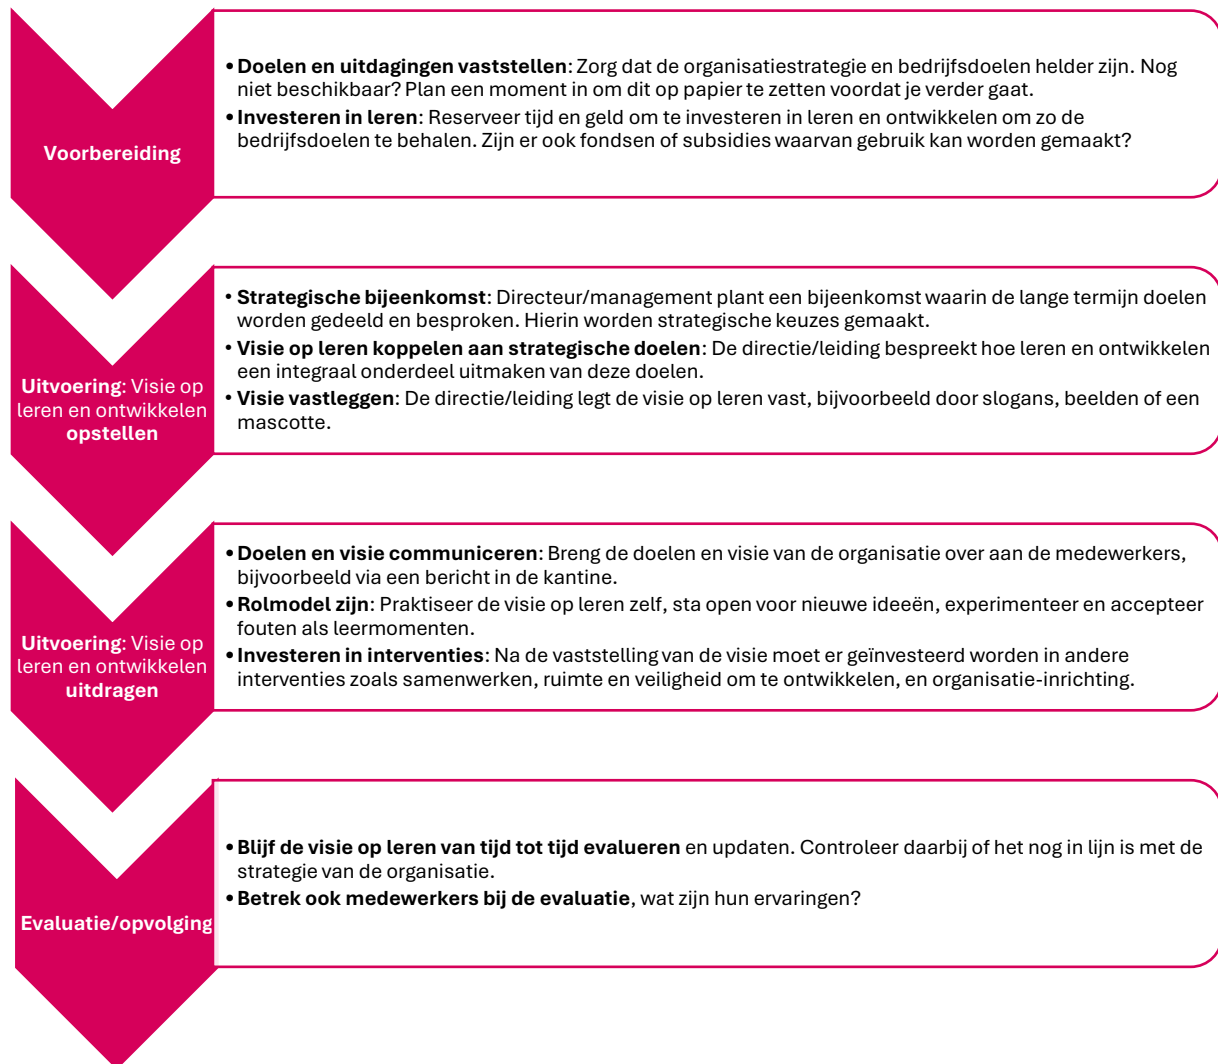 Voorbereiding
• Doelen en uitdagingen vaststellen: Zorg dat de organisatiestrategie en bedrijfsdoelen helder zijn. Nog
niet beschikbaar? Plan een moment in om dit op papier te zetten voordat je verder gaat.
• Investeren in leren: Reserveer tijd en geld om te investeren in leren en ontwikkelen om zo de
bedrijfsdoelen te behalen. Zijn er ook fondsen of subsidies waarvan gebruik kan worden gemaakt?
Uitvoering: Visie op
leren en ontwikkelen
opstellen
• Strategische bijeenkomst: Directeur/management plant een bijeenkomst waarin de lange termijn doelen
worden gedeeld en besproken. Hierin worden strategische keuzes gemaakt.
• Visie op leren koppelen aan strategische doelen: De directie/leiding bespreekt hoe leren en ontwikkelen
een integraal onderdeel uitmaken van deze doelen.
• Visie vastleggen: De directie/leiding legt de visie op leren vast, bijvoorbeeld door slogans, beelden of een
mascotte.
Uitvoering: Visie op
leren en ontwikkelen
uitdragen
• Doelen en visie communiceren: Breng de doelen en visie van de organisatie over aan de medewerkers,
bijvoorbeeld via een bericht in de kantine.
• Rolmodel zijn: Praktiseer de visie op leren zelf, sta open voor nieuwe ideeën, experimenteer en accepteer
fouten als leermomenten.
• Investeren in interventies: Na de vaststelling van de visie moet er geïnvesteerd worden in andere
interventies zoals samenwerken, ruimte en veiligheid om te ontwikkelen, en organisatie-inrichting.
Evaluatie/opvolging
• Blijf de visie op leren van tijd tot tijd evalueren en updaten. Controleer daarbij of het nog in lijn is met de
strategie van de organisatie.
• Betrek ook medewerkers bij de evaluatie, wat zijn hun ervaringen?